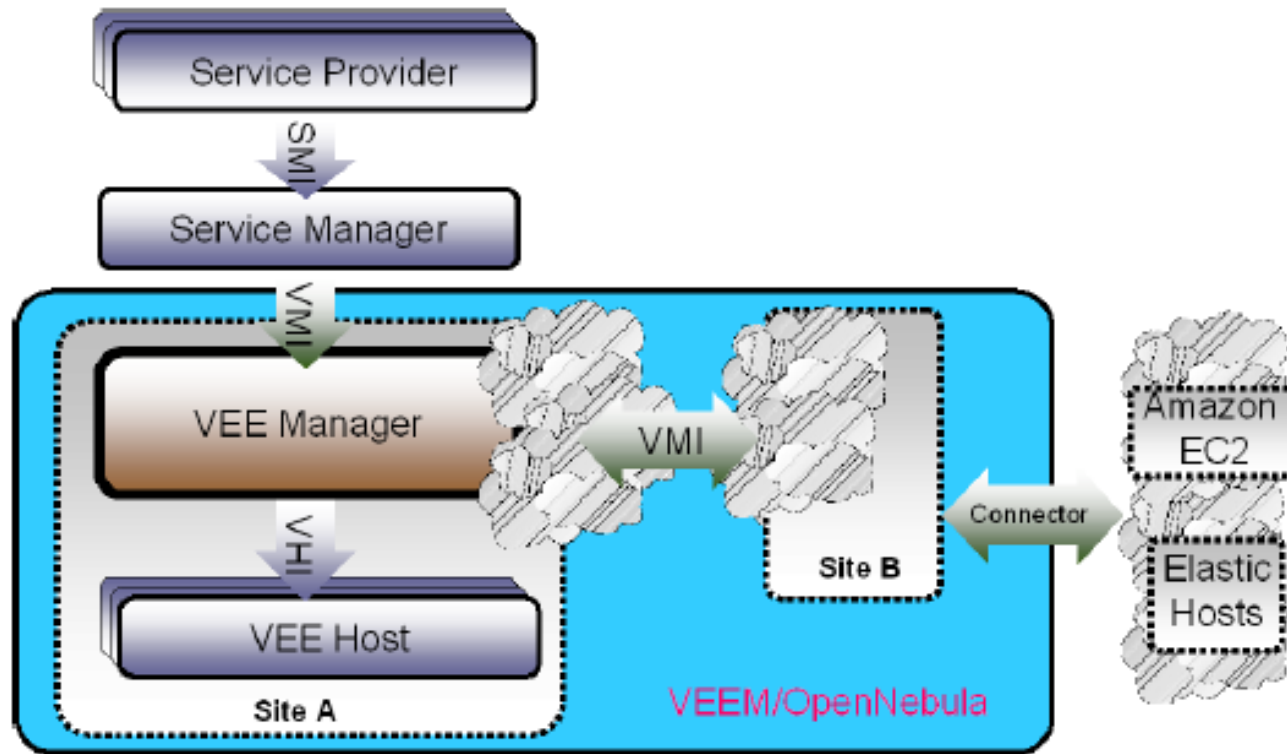 Service Provider
SMI
Service Manager
VMI
VEE Manager
VMI
Amazon
EC2
Connector
VHI
Site B
Elastic
Hosts
VEE Host
Site A
VEEM/OpenNebula